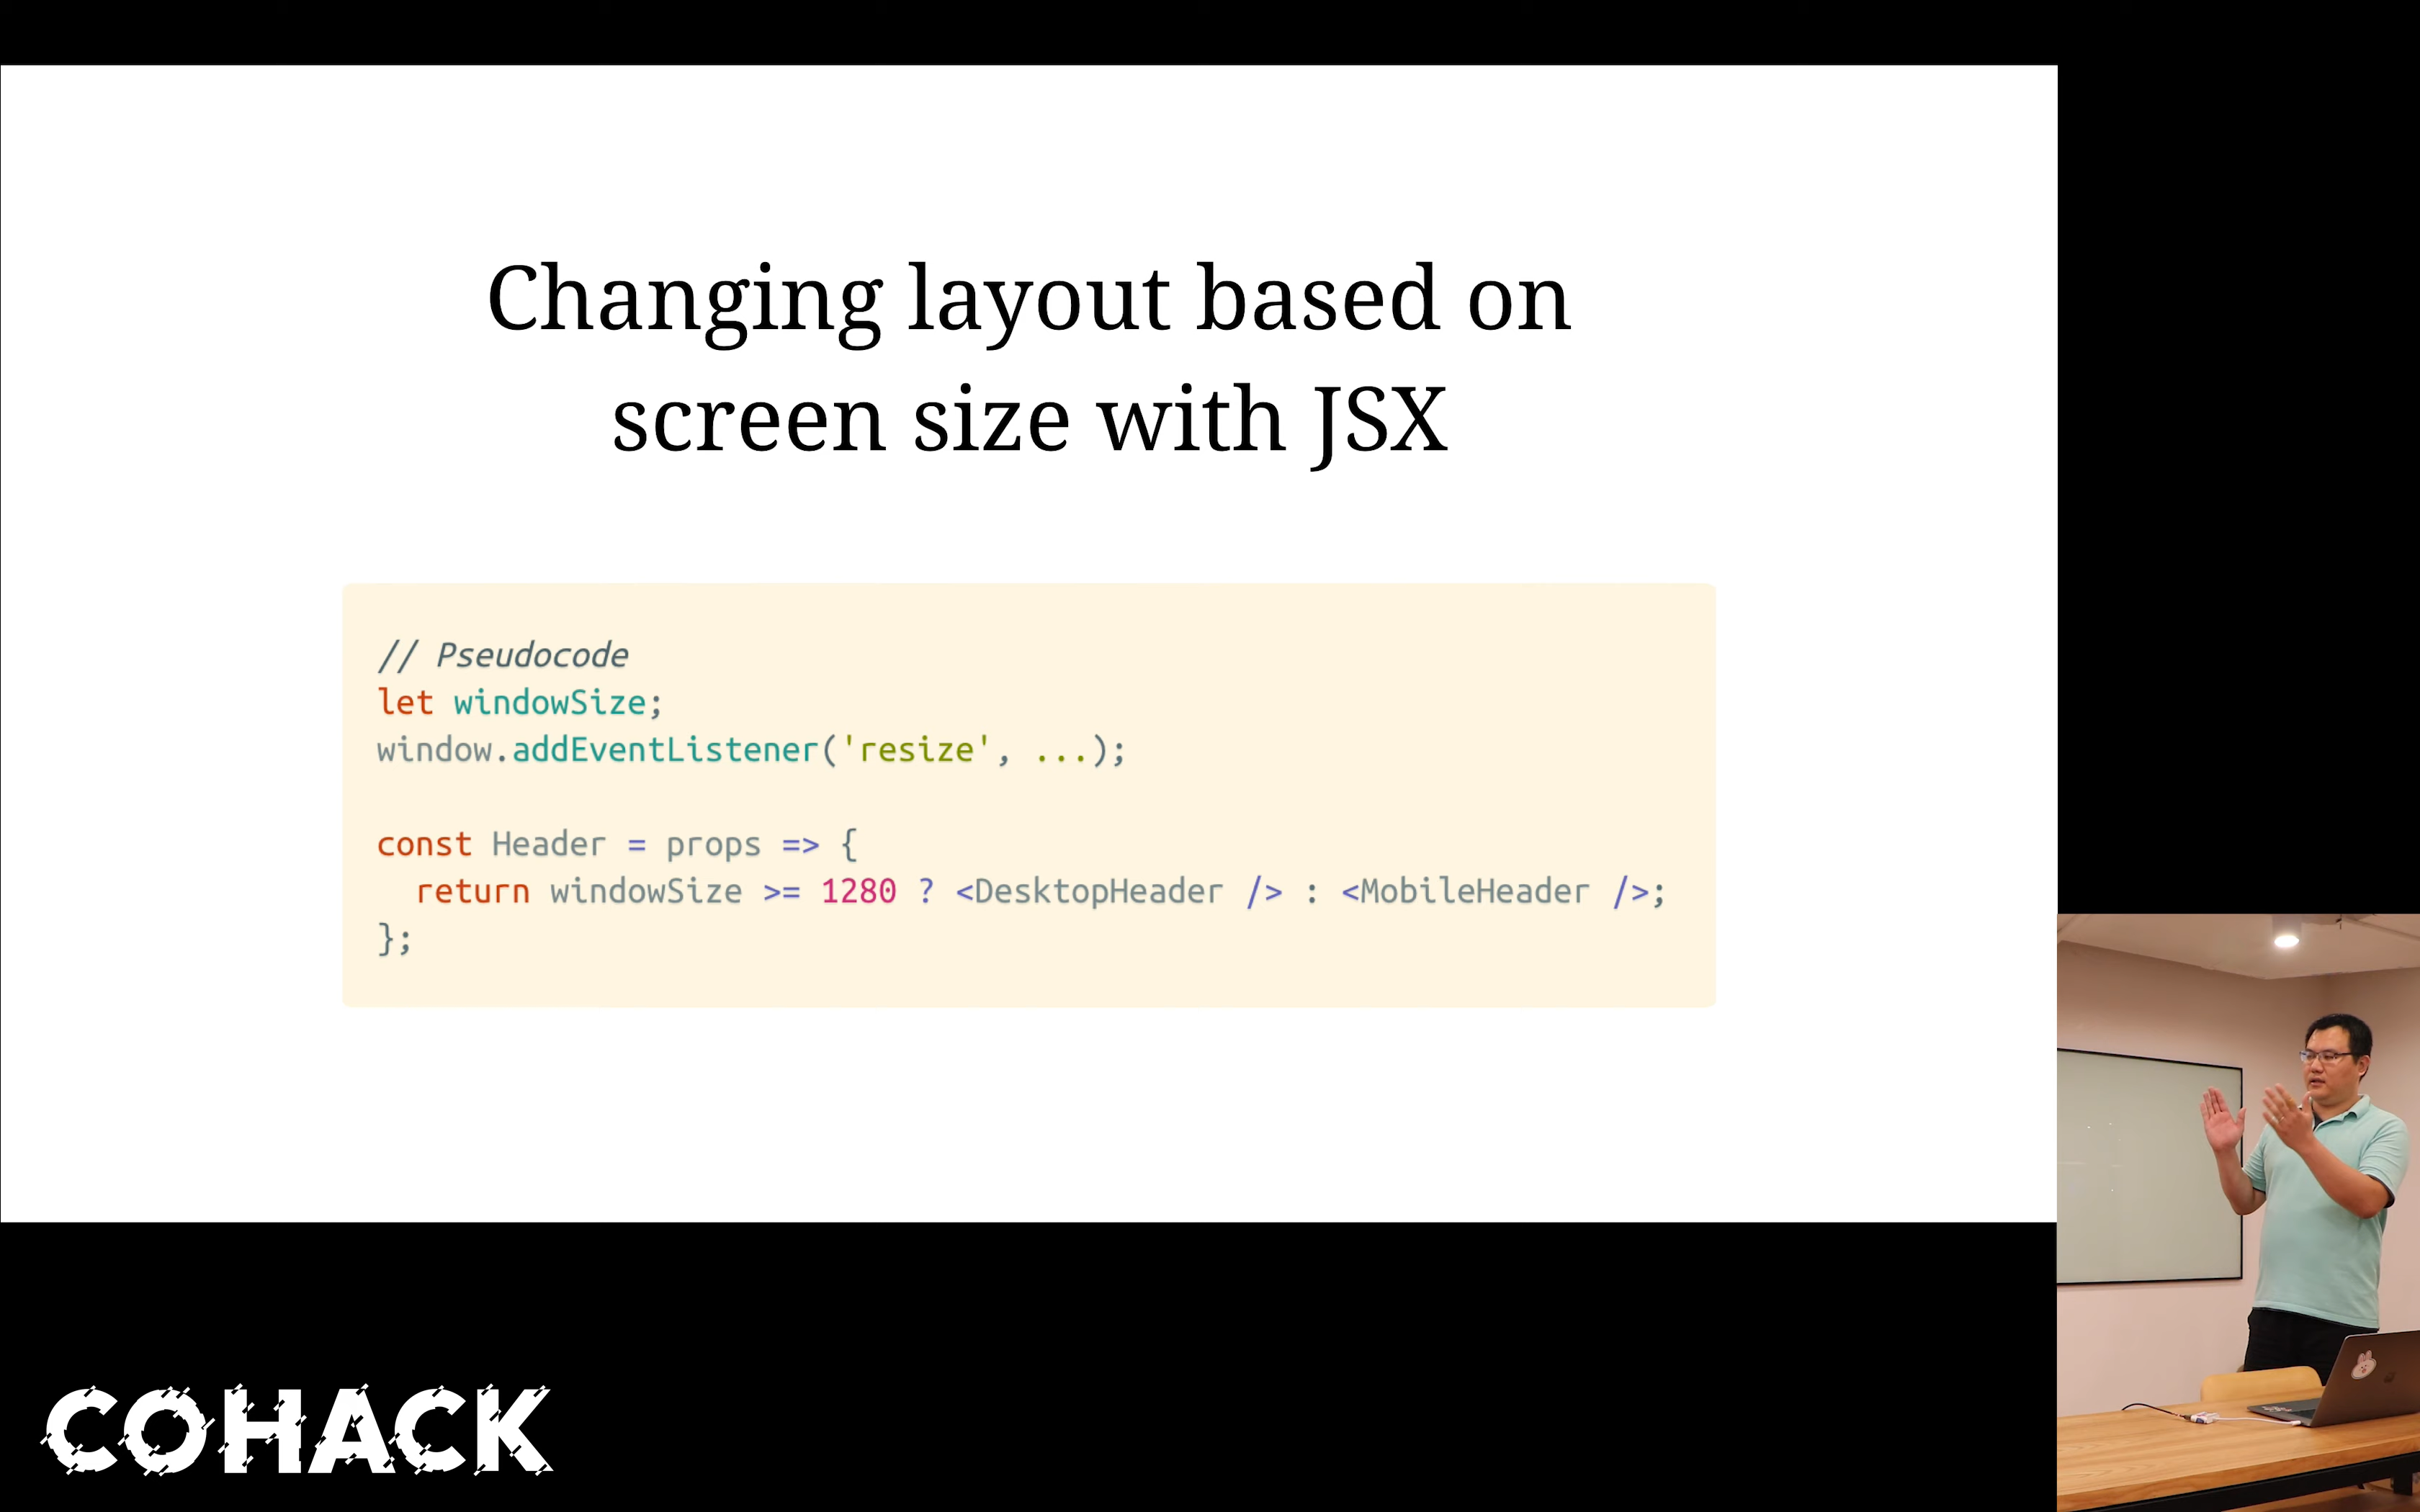 Changing layout based on
screen size with JSX
// Pseudocode
let windowSize;
window.addEventListener('resize', ...);
const Header = props => {
  return windowSize >= 1280 ? <DesktopHeader /> : <MobileHeader />;
};
COHACK